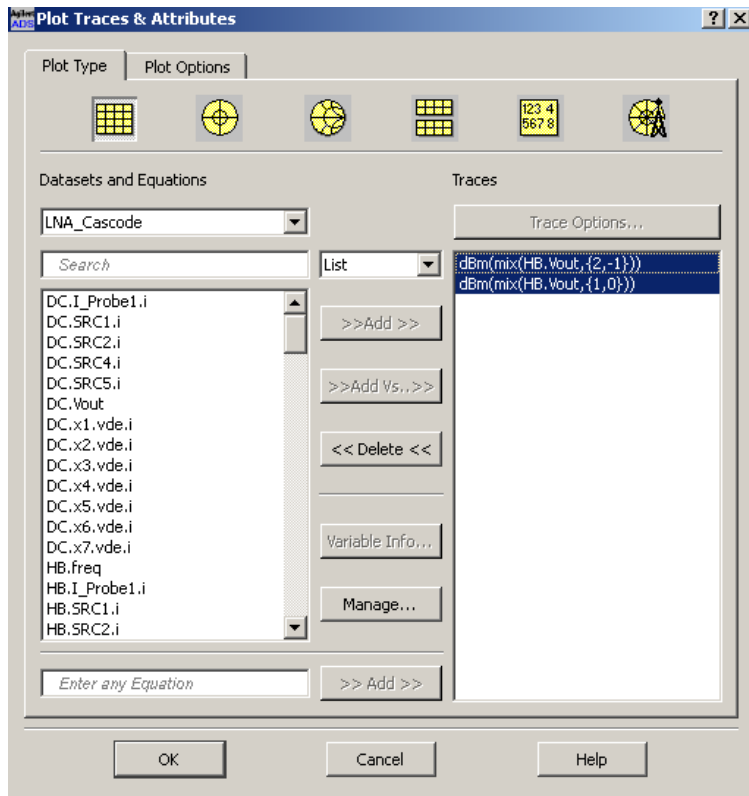 Agilent ADS Plot Traces & Attributes ? X
Plot Type Plot Options
123 4
567 8
Datasets and Equations Traces
LNA_Cascode Trace Options...
Search List
dBm(mix(HB.Vout,{2,-1}))
dBm(mix(HB.Vout,{1,0}))
DC.I_Probe1.i
DC.SRC1.i
DC.SRC2.i
DC.SRC4.i
DC.SRC5.i
DC.Vout
DC.x1.vde.i
DC.x2.vde.i
DC.x3.vde.i
DC.x4.vde.i
DC.x5.vde.i
DC.x6.vde.i
DC.x7.vde.i
HB.freq
HB.I_Probe1.i
HB.SRC1.i
HB.SRC2.i
>>Add >>
>>Add Vs..>>
<< Delete <<
Variable Info...
Manage...
Enter any Equation >> Add >>
OK Cancel Help